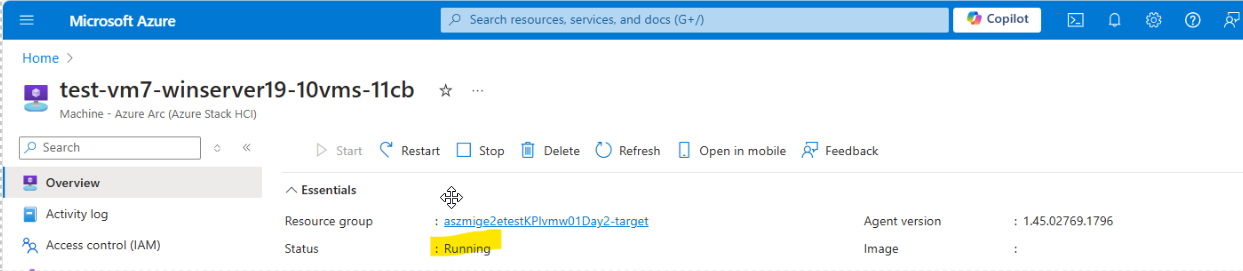 Microsoft Azure
Search resources, services, and docs (G+/)
Copilot
Home >
test-vm7-winserver19-10vms-11cb
Machine - Azure Arc (Azure Stack HCI)
Search
Start Restart Stop Delete Refresh Open in mobile Feedback
Overview
Essentials
Activity log
Resource group : aszmige2etestKPIvmw01Day2-target Agent version : 1.45.02769.1796
Access control (IAM)
Status : Running Image :